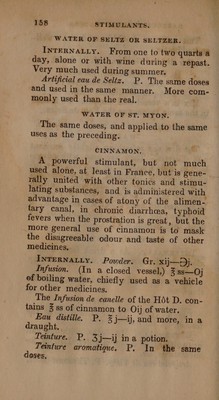 158 STIMULANTS.
WATER OF SELTZ OR SELTZER.
INTERNALLY. From one to two quarts a
day, alone or with wine during a repast.
Very much used during summer.
Artificial eau de Seltz. P. The same doses
and used in the same manner. More com-
monly used than the real.
WATER OF ST. MYON.
The same doses, and applied to the same
uses as the preceding.
CINNAMON.
A powerful stimulant, but not much
used alone, at least in France, but is gene-
rally united with other tonics and stimu-
lating substances, and is administered with
advantage in cases of atony of the alimen-
tary canal, in chronic diarrhœa, typhoid
fevers when the prostration is great, but the
more general use of cinnamon is to mask
the disagreeable odour and taste of other
medicines.
INTERNALLY. Powder. Gr. xij—℈j.
Infusion. (In a closed vessel,) ℥ ss—Oj
of boiling water, chiefly used as a vehicle
for other medicines.
The Infusion de canelle of the Hôt D. con-
tains ℥ ss of cinnamon to Oij of water.
Eau distille. P. ℥ j—ij, and more, in a
draught.
Teinture. P. ʒj—ij in a potion.
Teinture aromatique. P. In the same
doses.